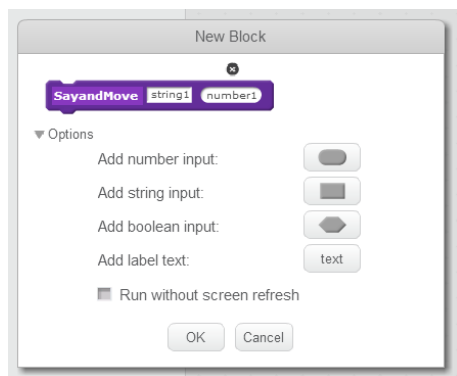 New Block
SayandMove string1 number1
Options
Add number input:
Add string input:
Add boolean input:
Add label text: text
Run without screen refresh
OK Cancel